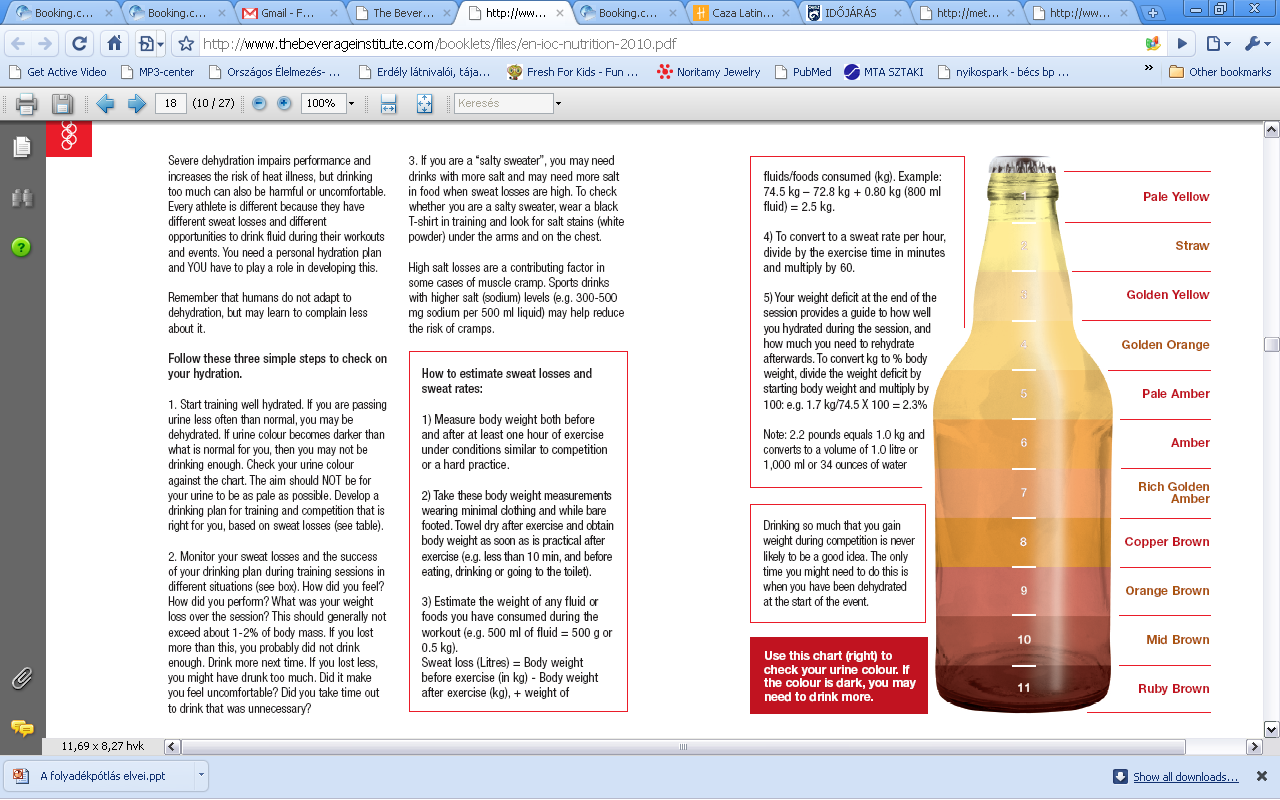 Booking.c...
Booking.c...
Gmail - F...
The Bever...
http://ww...
Booking.c...
Caza Latin...
IDŐJÁRÁS
http://met...
http://ww...
http://www.thebeverageinstitute.com/booklets/files/en-ioc-nutrition-2010.pdf
Get Active Video
MP3-center
Országos Élelmezés- ...
Erdély látnivalói, tája...
Fresh For Kids - Fun ...
Noritamy Jewelry
PubMed
MTA SZTAKI
nyikospark - bécs bp ...
»
Other bookmarks
18
(10 / 27)
100%
Keresés
Severe dehydration impairs performance and
increases the risk of heat illness, but drinking
too much can also be harmful or uncomfortable.
Every athlete is different because they have
different sweat losses and different
opportunities to drink fluid during their workouts
and events. You need a personal hydration plan
and YOU have to play a role in developing this.
Remember that humans do not adapt to
dehydration, but may learn to complain less
about it.
Follow these three simple steps to check on
your hydration.
1. Start training well hydrated. If you are passing
urine less often than normal, you may be
dehydrated. If urine colour becomes darker than
what is normal for you, then you may not be
drinking enough. Check your urine colour
against the chart. The aim should NOT be for
your urine to be as pale as possible. Develop a
drinking plan for training and competition that is
right for you, based on sweat losses (see table).
2. Monitor your sweat losses and the success
of your drinking plan during training sessions in
different situations (see box). How did you feel?
How did you perform? What was your weight
loss over the session? This should generally not
exceed about 1-2% of body mass. If you lost
more than this, you probably did not drink
enough. Drink more next time. If you lost less,
you might have drunk too much. Did it make
you feel uncomfortable? Did you take time out
to drink that was unnecessary?
3. If you are a “salty sweater”, you may need
drinks with more salt and may need more salt
in food when sweat losses are high. To check
whether you are a salty sweater, wear a black
T-shirt in training and look for salt stains (white
powder) under the arms and on the chest.
High salt losses are a contributing factor in
some cases of muscle cramp. Sports drinks
with higher salt (sodium) levels (e.g. 300-500
mg sodium per 500 ml liquid) may help reduce
the risk of cramps.
How to estimate sweat losses and
sweat rates:
1) Measure body weight both before
and after at least one hour of exercise
under conditions similar to competition
or a hard practice.
2) Take these body weight measurements
wearing minimal clothing and while bare
footed. Towel dry after exercise and obtain
body weight as soon as is practical after
exercise (e.g. less than 10 min, and before
eating, drinking or going to the toilet).
3) Estimate the weight of any fluid or
foods you have consumed during the
workout (e.g. 500 ml of fluid = 500 g or
0.5 kg).
Sweat loss (Litres) = Body weight
before exercise (in kg) - Body weight
after exercise (kg), + weight of
fluids/foods consumed (kg). Example:
74.5 kg – 72.8 kg + 0.80 kg (800 ml
fluid) = 2.5 kg.
4) To convert to a sweat rate per hour,
divide by the exercise time in minutes
and multiply by 60.
5) Your weight deficit at the end of the
session provides a guide to how well
you hydrated during the session, and
how much you need to rehydrate
afterwards. To convert kg to % body
weight, divide the weight deficit by
starting body weight and multiply by
100: e.g. 1.7 kg/74.5 X 100 = 2.3%
Note: 2.2 pounds equals 1.0 kg and
converts to a volume of 1.0 litre or
1,000 ml or 34 ounces of water
Drinking so much that you gain
weight during competition is never
likely to be a good idea. The only
time you might need to do this is
when you have been dehydrated
at the start of the event.
Use this chart (right) to
check your urine colour. If
the colour is dark, you may
need to drink more.
1
Pale Yellow
2
Straw
3
Golden Yellow
4
Golden Orange
5
Pale Amber
6
Amber
7
Rich Golden
Amber
8
Copper Brown
9
Orange Brown
10
Mid Brown
11
Ruby Brown
11,69 x 8,27 hvk
A folyadékpótlás elvei.ppt
Show all downloads...